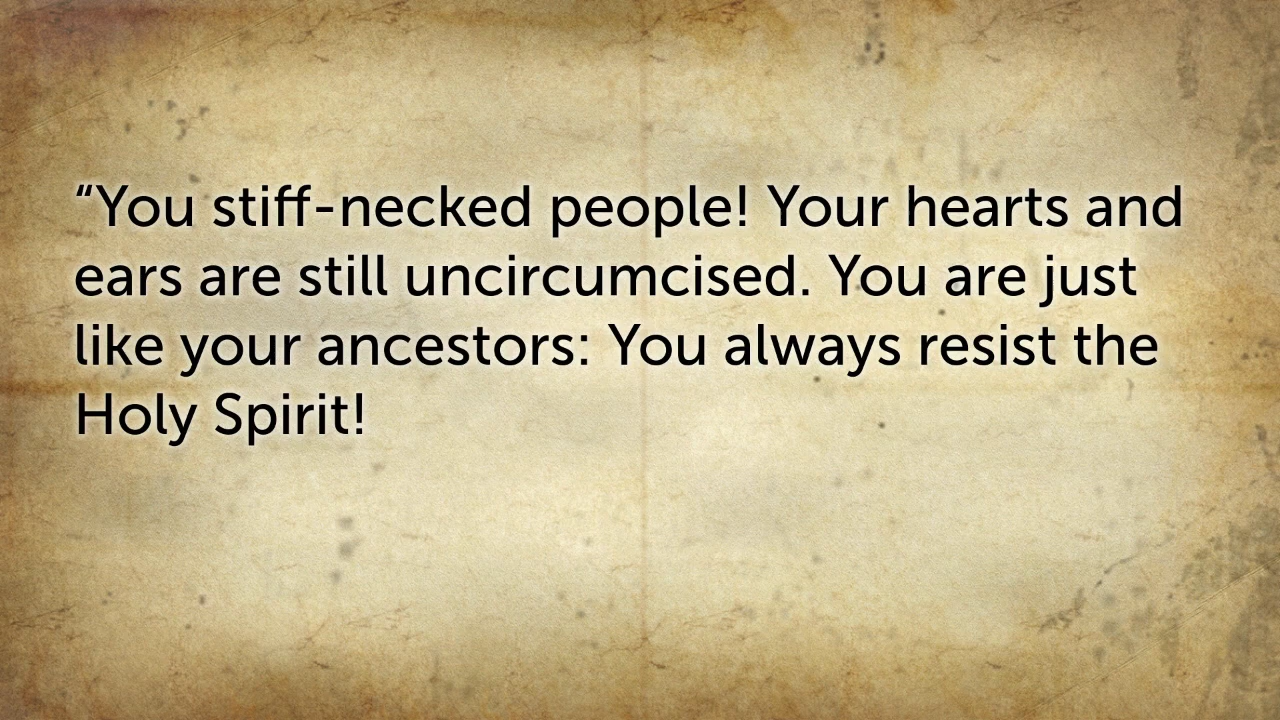 “You stiff-necked people! Your hearts and
ears are still uncircumcised. You are just
like your ancestors: You always resist the
Holy Spirit!